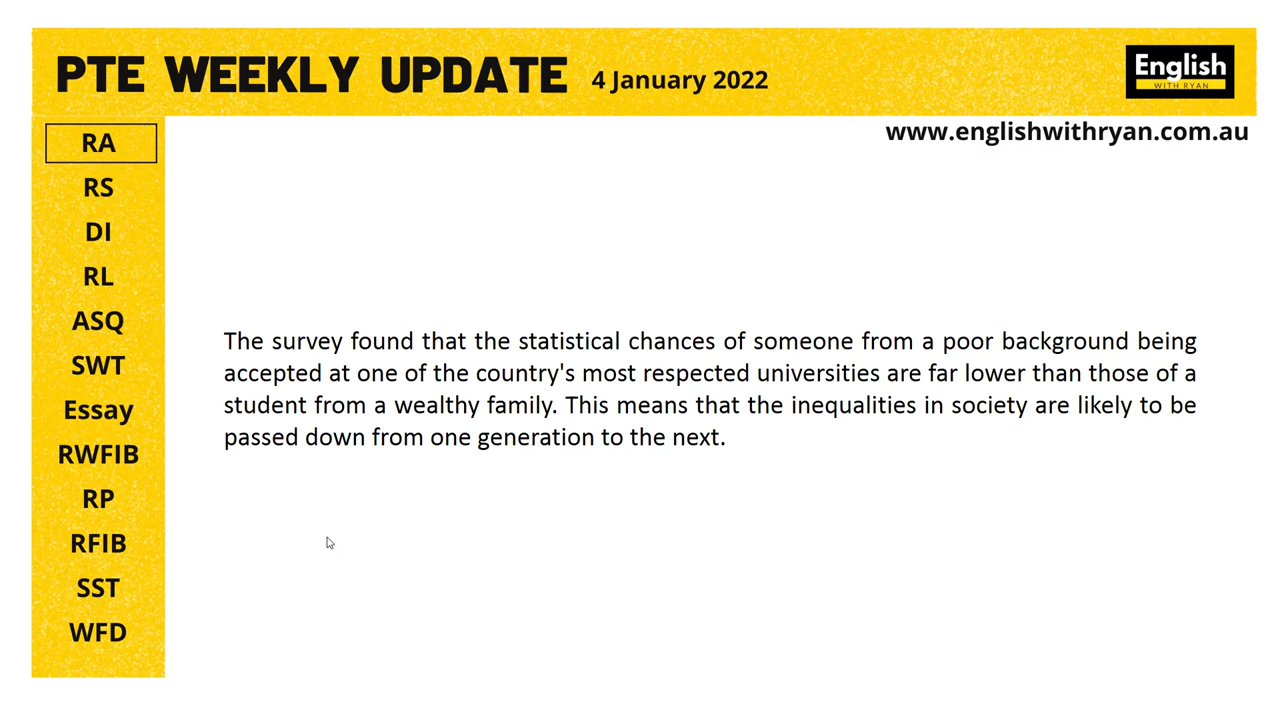 PTE WEEKLY UPDATE 4 January 2022
English
WITH RYAN
www.englishwithryan.com.au
RA
RS
DI
RL
ASQ
SWT
Essay
RWFIB
RP
RFIB
SST
WFD
The survey found that the statistical chances of someone from a poor background being
accepted at one of the country's most respected universities are far lower than those of a
student from a wealthy family. This means that the inequalities in society are likely to be
passed down from one generation to the next.